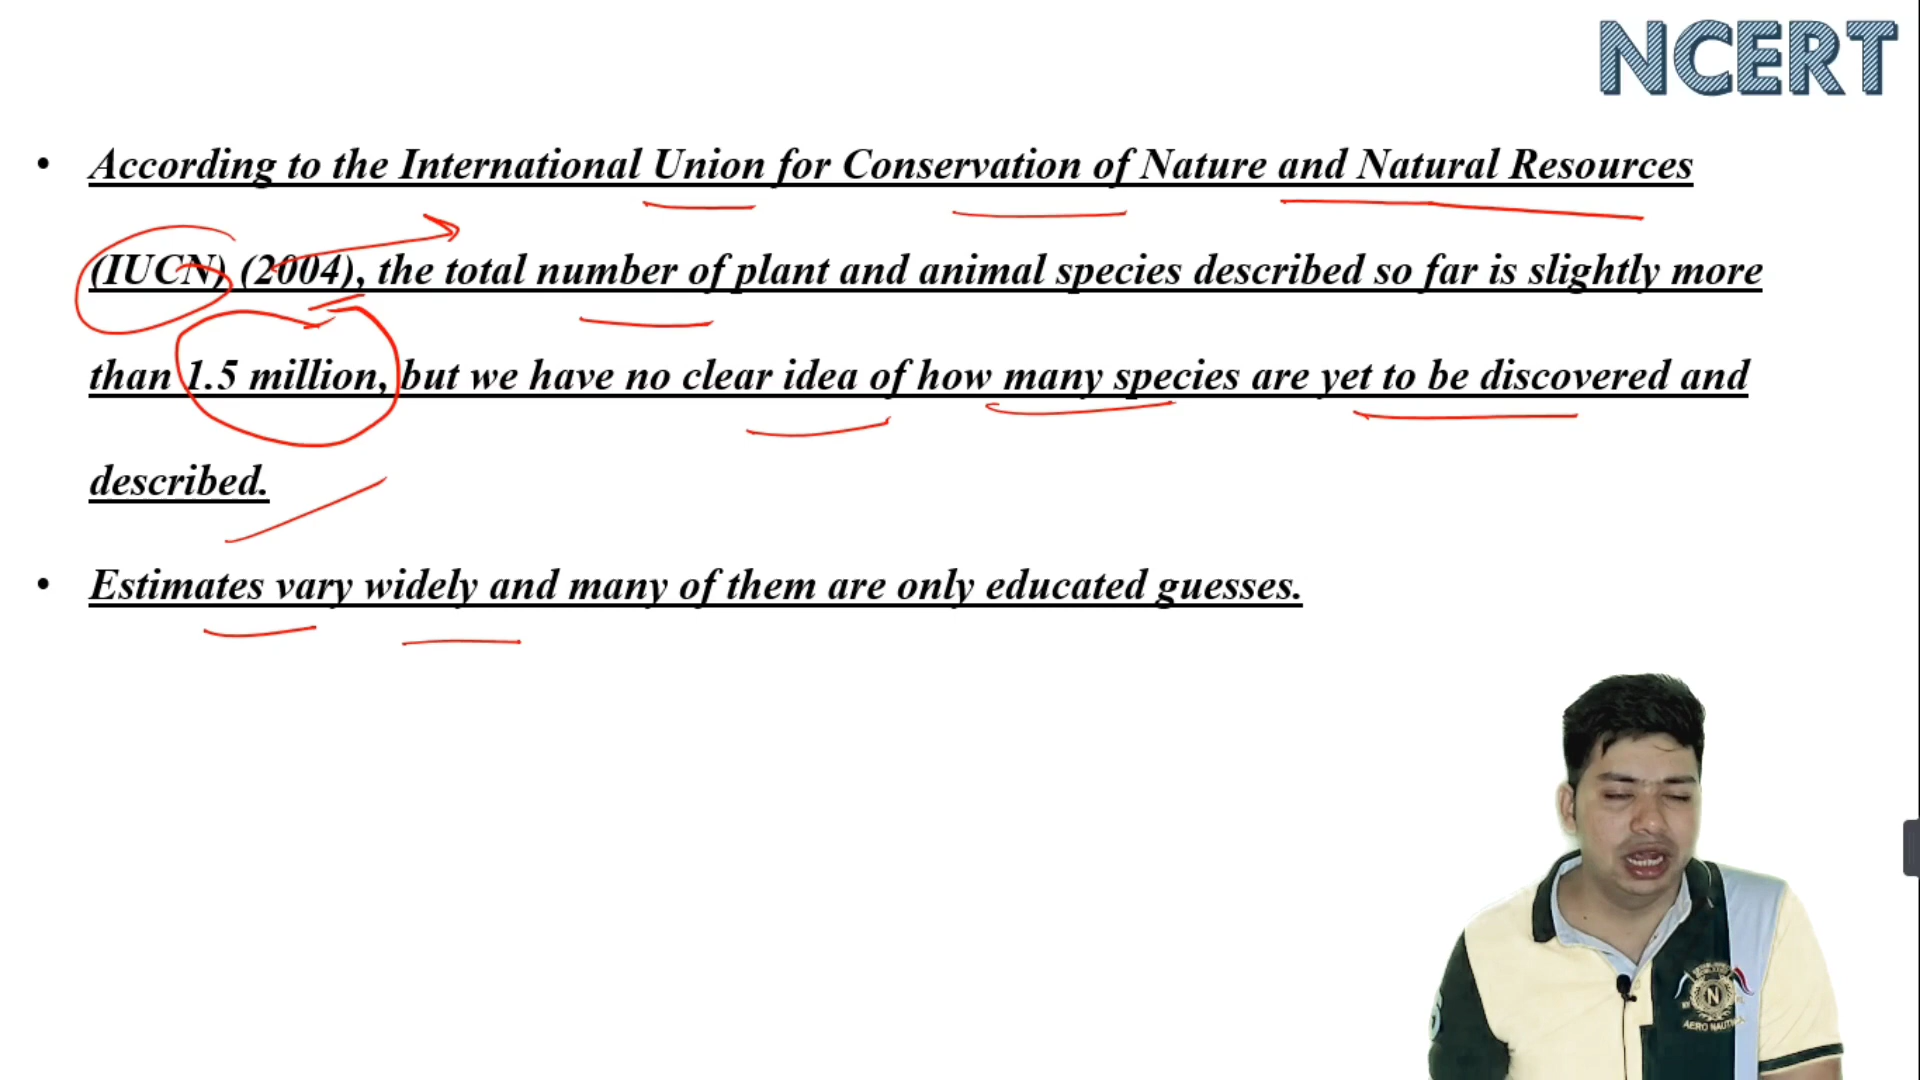 NCERT
• According to the International Union for Conservation of Nature and Natural Resources
(IUCN) (2004), the total number of plant and animal species described so far is slightly more
than 1.5 million, but we have no clear idea of how many species are yet to be discovered and
described.
• Estimates vary widely and many of them are only educated guesses.
N